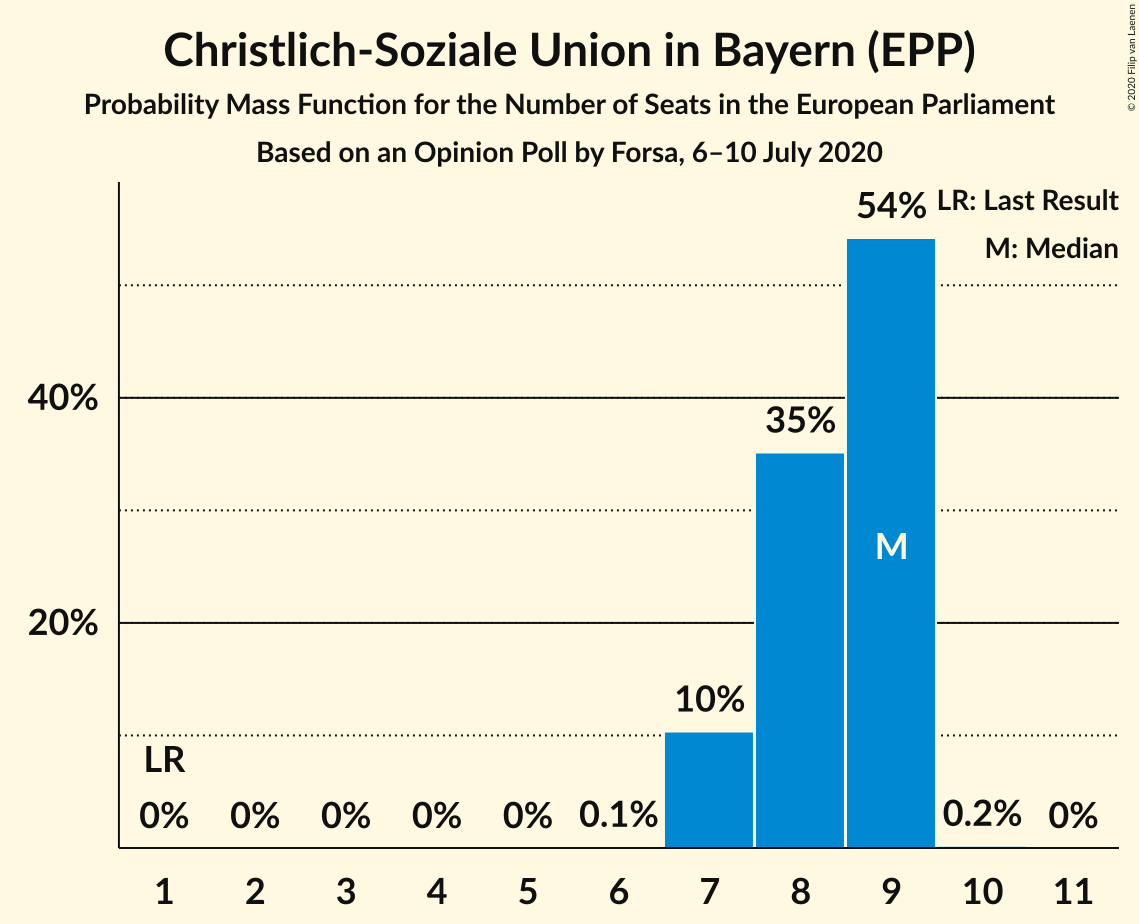 Christlich-Soziale Union in Bayern (EPP)
Probability Mass Function for the Number of Seats in the European Parliament
Based on an Opinion Poll by Forsa, 6–10 July 2020
© 2020 Filip van Laenen
LR: Last Result
M: Median
54%
40%
35%
M
20%
10%
LR
0% 0% 0% 0% 0% 0.1% 0.2% 0%
1 2 3 4 5 6 7 8 9 10 11